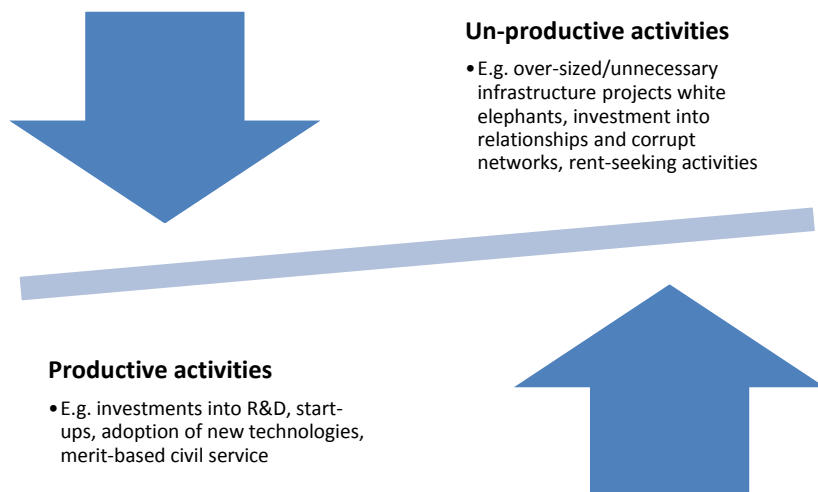 Un-productive activities
•E.g. over-sized/unnecessary
infrastructure projects white
elephants, investment into
relationships and corrupt
networks, rent-seeking activities
Productive activities
•E.g. investments into R&D, start-
ups, adoption of new technologies,
merit-based civil service